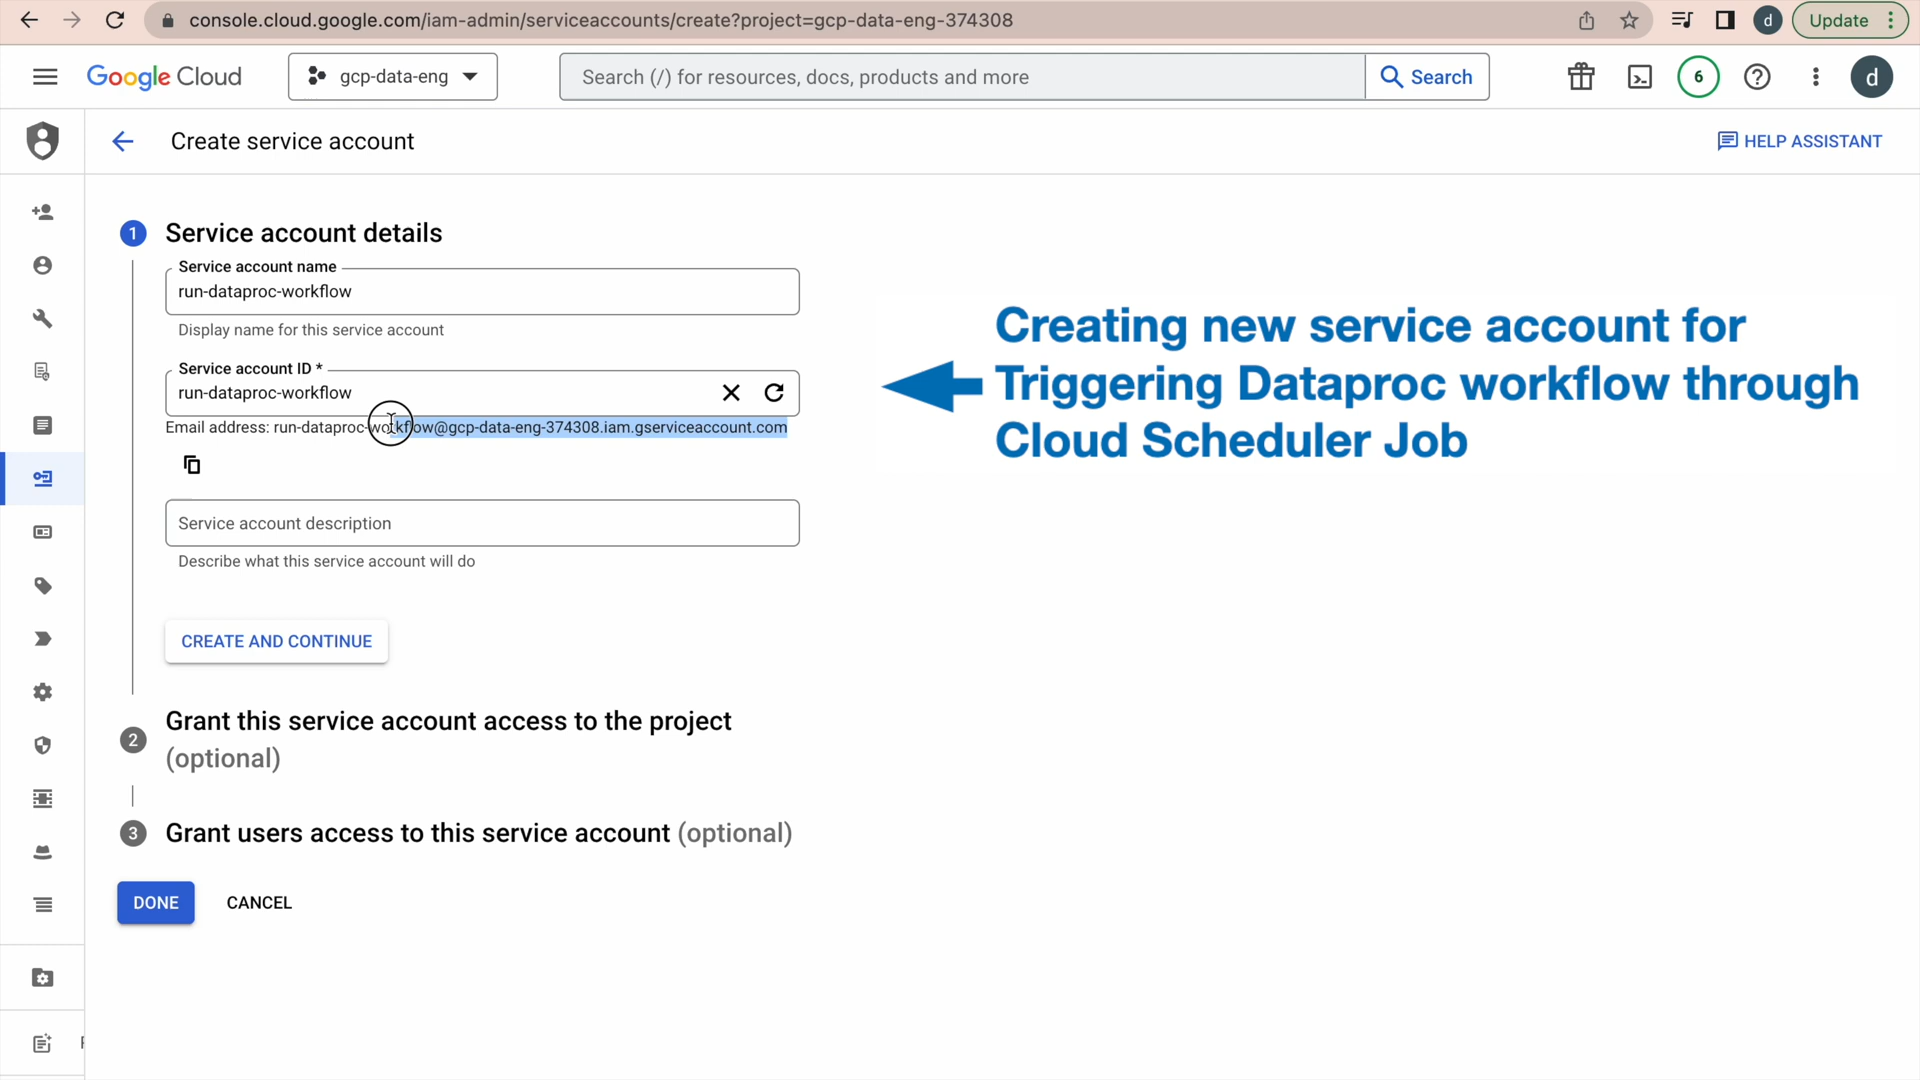 console.cloud.google.com/iam-admin/serviceaccounts/create?project=gcp-data-eng-374308
d
Update
Google Cloud
gcp-data-eng
Search (/) for resources, docs, products and more
Search
6
d
Create service account
HELP ASSISTANT
1
Service account details
Service account name
run-dataproc-workflow
Display name for this service account
Service account ID *
run-dataproc-workflow
Email address: run-dataproc-workflow@gcp-data-eng-374308.iam.gserviceaccount.com
Service account description
Describe what this service account will do
CREATE AND CONTINUE
2
Grant this service account access to the project
(optional)
3
Grant users access to this service account (optional)
DONE
CANCEL
Creating new service account for
Triggering Dataproc workflow through
Cloud Scheduler Job